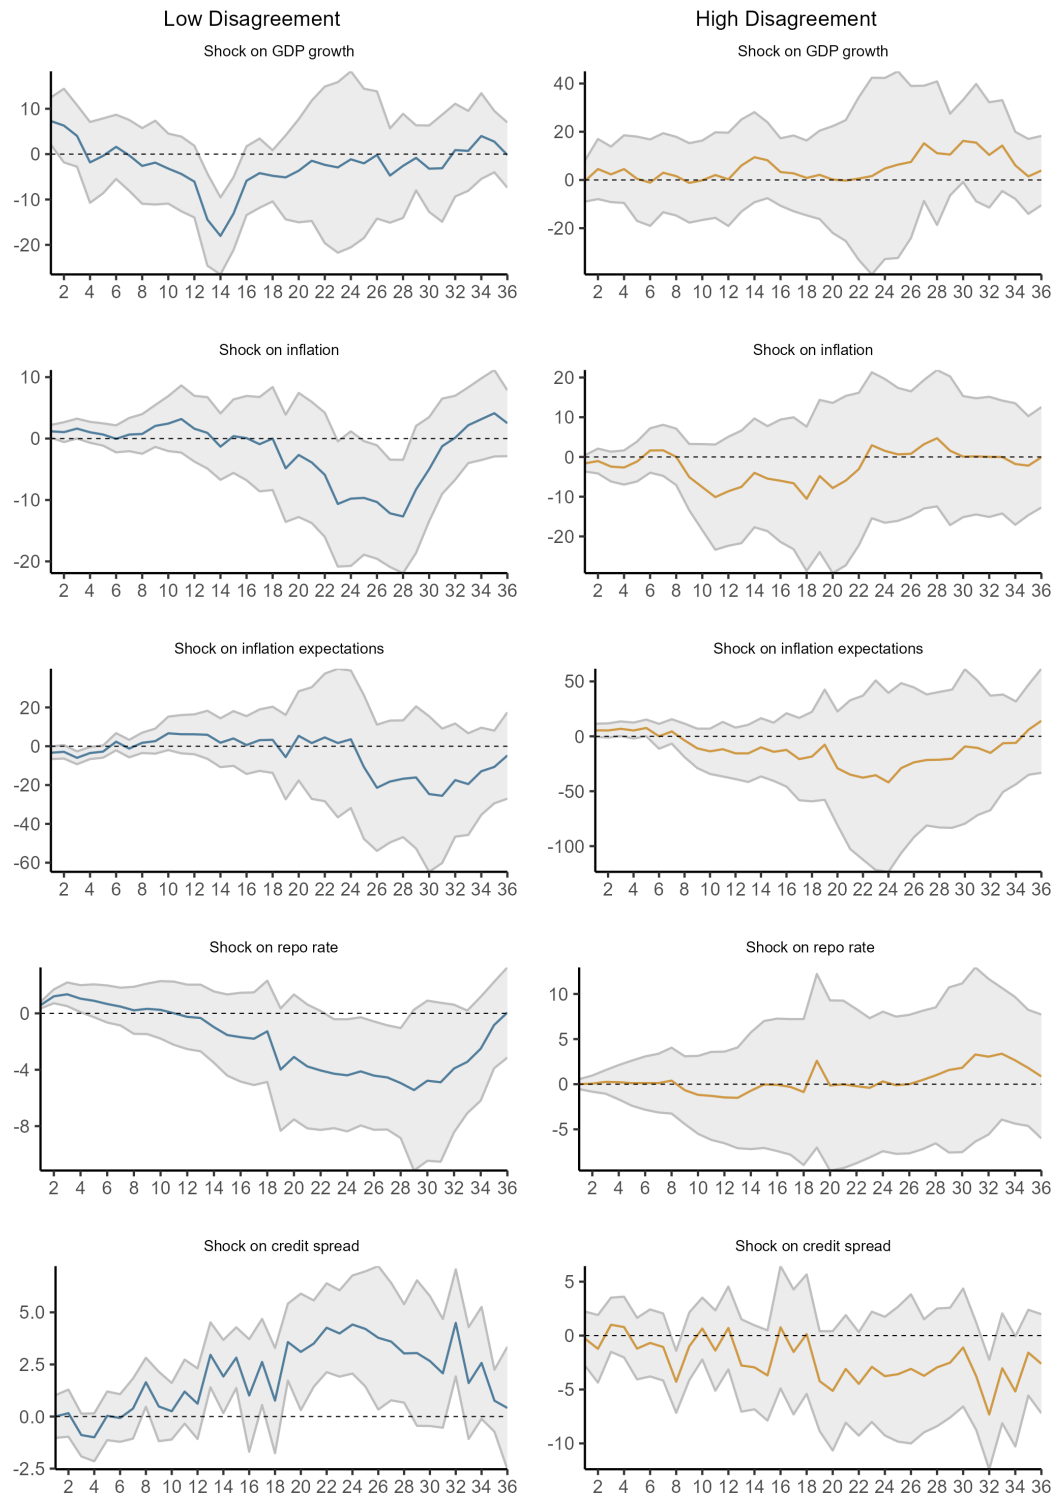 Low Disagreement
High Disagreement
Shock on GDP growth
Shock on GDP growth
10
0
-10
-20
2 4 6 8 10 12 14 16 18 20 22 24 26 28 30 32 34 36
40
20
0
-20
2 4 6 8 10 12 14 16 18 20 22 24 26 28 30 32 34 36
Shock on inflation
Shock on inflation
10
0
-10
-20
2 4 6 8 10 12 14 16 18 20 22 24 26 28 30 32 34 36
20
10
0
-10
-20
2 4 6 8 10 12 14 16 18 20 22 24 26 28 30 32 34 36
Shock on inflation expectations
Shock on inflation expectations
20
0
-20
-40
-60
2 4 6 8 10 12 14 16 18 20 22 24 26 28 30 32 34 36
50
0
-50
-100
2 4 6 8 10 12 14 16 18 20 22 24 26 28 30 32 34 36
Shock on repo rate
Shock on repo rate
0
-4
-8
2 4 6 8 10 12 14 16 18 20 22 24 26 28 30 32 34 36
10
5
0
-5
2 4 6 8 10 12 14 16 18 20 22 24 26 28 30 32 34 36
Shock on credit spread
Shock on credit spread
5.0
2.5
0.0
-2.5
2 4 6 8 10 12 14 16 18 20 22 24 26 28 30 32 34 36
5
0
-5
-10
2 4 6 8 10 12 14 16 18 20 22 24 26 28 30 32 34 36